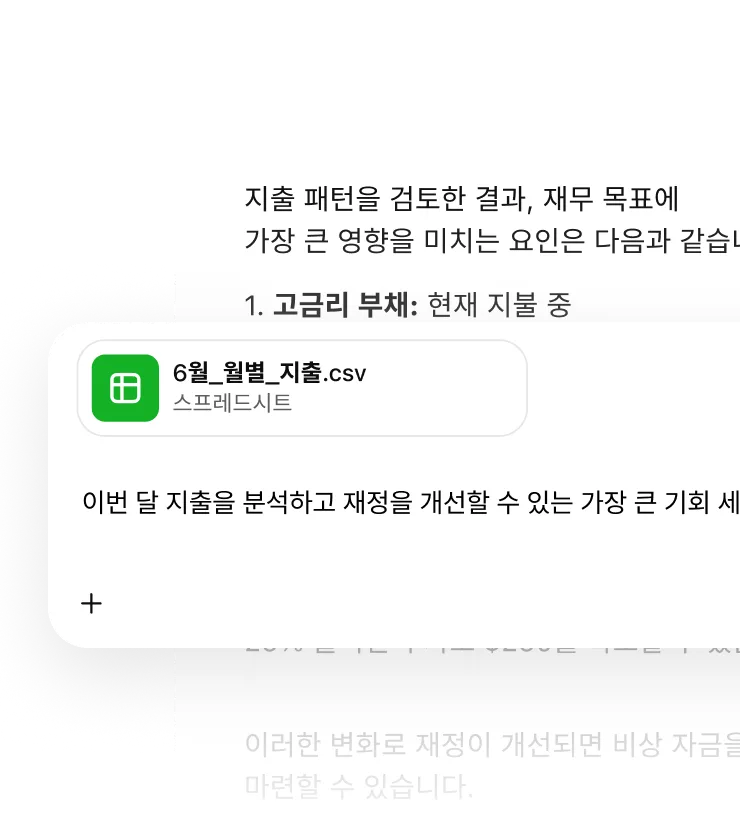 지출 패턴을 검토한 결과, 재무 목표에
가장 큰 영향을 미치는 요인은 다음과 같습
1. 고금리 부채: 현재 지불 중
6월_월별_지출.csv
스프레드시트
이번 달 지출을 분석하고 재정을 개선할 수 있는 가장 큰 기회 세
이러한 변화로 재정이 개선되면 비상 자금을
마련할 수 있습니다.